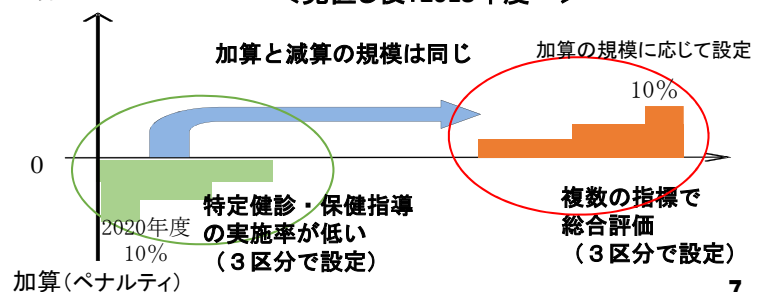 加算と減算の規模は同じ
加算の規模に応じて設定
10%
0
2020年度
10%
特定健診・保健指導
の実施率が低い
(3区分で設定)
複数の指標で
総合評価
(3区分で設定)
加算(ペナルティ)
7